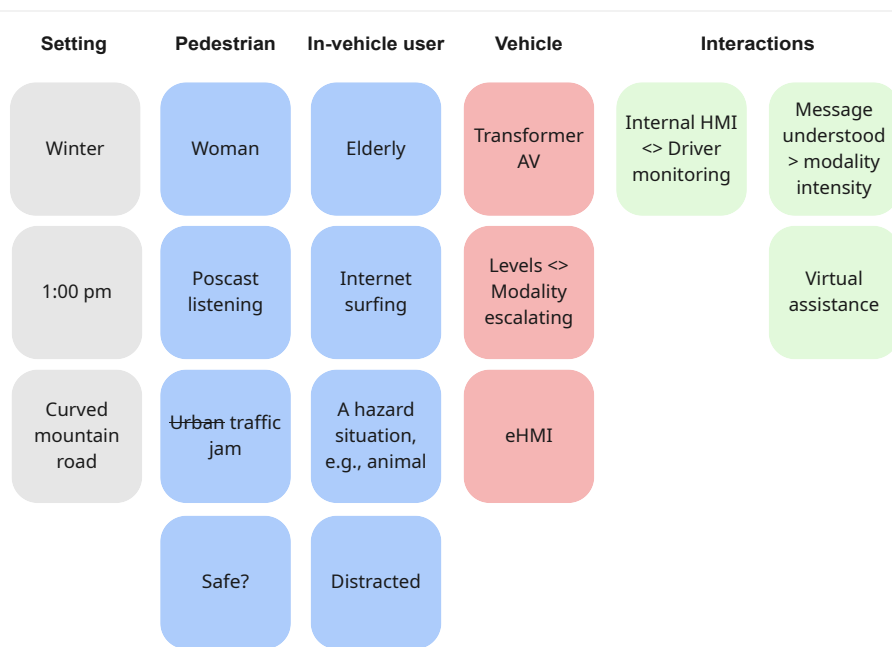 Setting
Pedestrian
In-vehicle user
Vehicle
Interactions
Winter
Woman
Elderly
Transformer
AV
Internal HMI
<> Driver
monitoring
Message
understood
> modality
intensity
1:00 pm
Poscast
listening
Internet
surfing
Levels <>
Modality
escalating
Virtual
assistance
Curved
mountain
road
Urban traffic
jam
A hazard
situation,
e.g., animal
eHMI
Safe?
Distracted